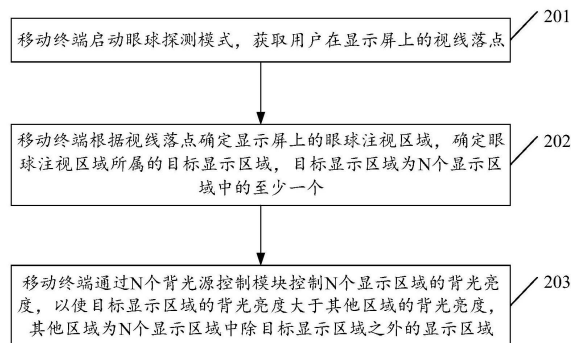 201
移动终端启动眼球探测模式，获取用户在显示屏上的视线落点
202
移动终端根据视线落点确定显示屏上的眼球注视区域，确定眼
球注视区域所属的目标显示区域，目标显示区域为N个显示区
域中的至少一个
203
移动终端通过N个背光源控制模块控制N个显示区域的背光亮
度，以使目标显示区域的背光亮度大于其他区域的背光亮度，
其他区域为N个显示区域中除目标显示区域之外的显示区域